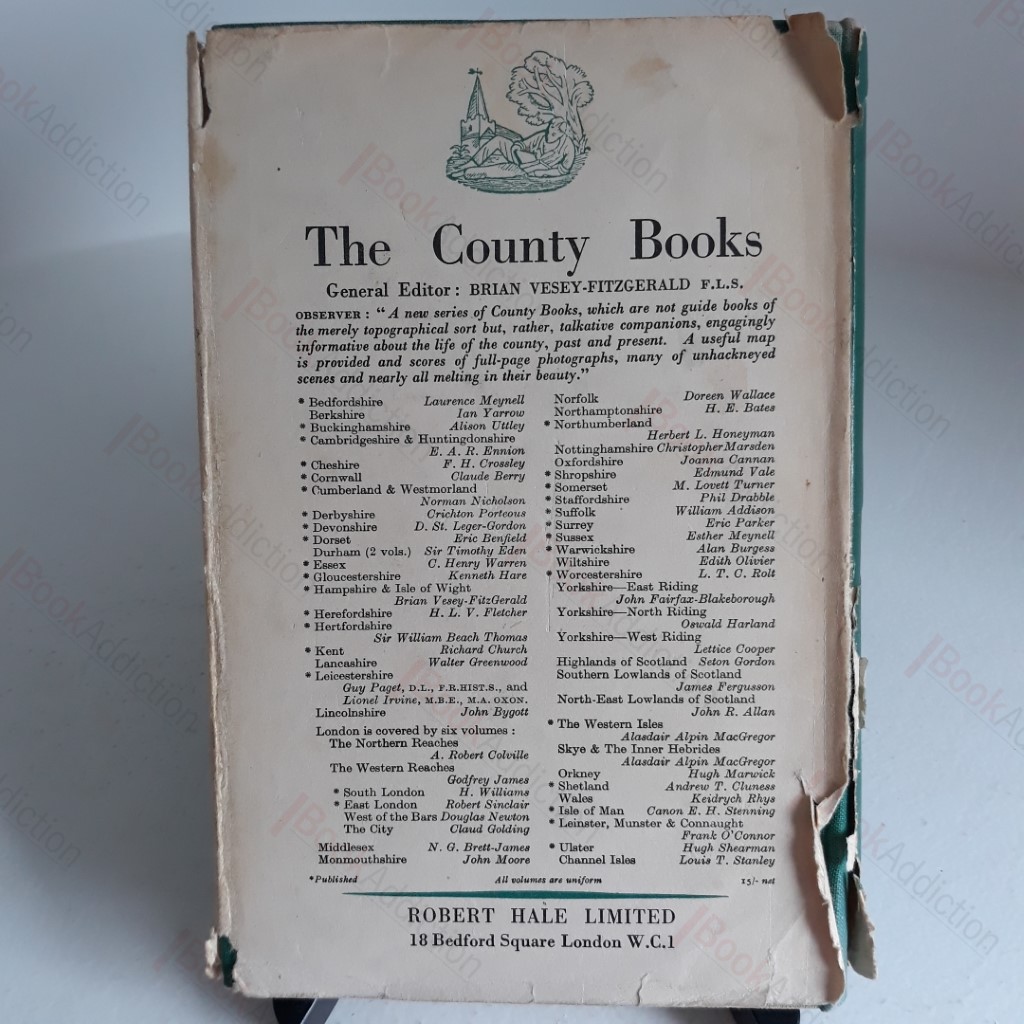 The County Books
General Editor: BRIAN VESEY-FITZGERALD F.L.S.
OBSERVER: "A new series of County Books, which are not guide books of
the merely topographical sort but, rather, talkative companions, engagingly
informative about the life of the county, past and present. A useful map
is provided and scores of full-page photographs, many of unhackneyed
scenes and nearly all melting in their beauty."
* Bedfordshire Laurence Meynell
Berkshire Ian Yarrow
* Buckinghamshire Alison Uttley
* Cambridgeshire & Huntingdonshire
E. A. R. Ennion
* Cheshire F. H. Crossley
* Cornwall Claude Berry
* Cumberland & Westmorland
Norman Nicholson
* Derbyshire Crichton Porteous
* Devonshire D. St. Leger-Gordon
* Dorset Eric Benfield
Durham (2 vols.) Sir Timothy Eden
* Essex C. Henry Warren
* Gloucestershire Kenneth Hare
* Hampshire & Isle of Wight
Brian Vesey-FitzGerald
* Herefordshire H. L. V. Fletcher
* Hertfordshire
Sir William Beach Thomas
* Kent Richard Church
Lancashire Walter Greenwood
* Leicestershire
Guy Paget, D.L., F.R.HIST.S., and
Lionel Irvine, M.B.E., M.A. OXON.
Lincolnshire John Bygott
London is covered by six volumes:
The Northern Reaches
A. Robert Colville
The Western Reaches
Godfrey James
* South London H. Williams
* East London Robert Sinclair
West of the Bars Douglas Newton
The City Claud Golding
Middlesex N. G. Brett-James
Monmouthshire John Moore
Norfolk Doreen Wallace
Northamptonshire H. E. Bates
* Northumberland
Herbert L. Honeyman
Nottinghamshire Christopher Marsden
Oxfordshire Joanna Cannan
* Shropshire Edmund Vale
* Somerset M. Lovett Turner
* Staffordshire Phil Drabble
* Suffolk William Addison
* Surrey Eric Parker
* Sussex Esther Meynell
* Warwickshire Alan Burgess
Wiltshire Edith Olivier
* Worcestershire L. T. C. Rolt
Yorkshire—East Riding
John Fairfax-Blakeborough
Yorkshire—North Riding
Oswald Harland
Yorkshire—West Riding
Lettice Cooper
Highlands of Scotland Seton Gordon
Southern Lowlands of Scotland
James Fergusson
North-East Lowlands of Scotland
John R. Allan
* The Western Isles
Alasdair Alpin MacGregor
Skye & The Inner Hebrides
Alasdair Alpin MacGregor
Orkney Hugh Marwick
* Shetland Andrew T. Cluness
Wales Keidrych Rhys
* Isle of Man Canon E. H. Stenning
* Leinster, Munster & Connaught
Frank O'Connor
* Ulster Hugh Shearman
Channel Isles Louis T. Stanley
*Published All volumes are uniform 15/- net
ROBERT HALE LIMITED
18 Bedford Square London W.C.1
BookAddiction